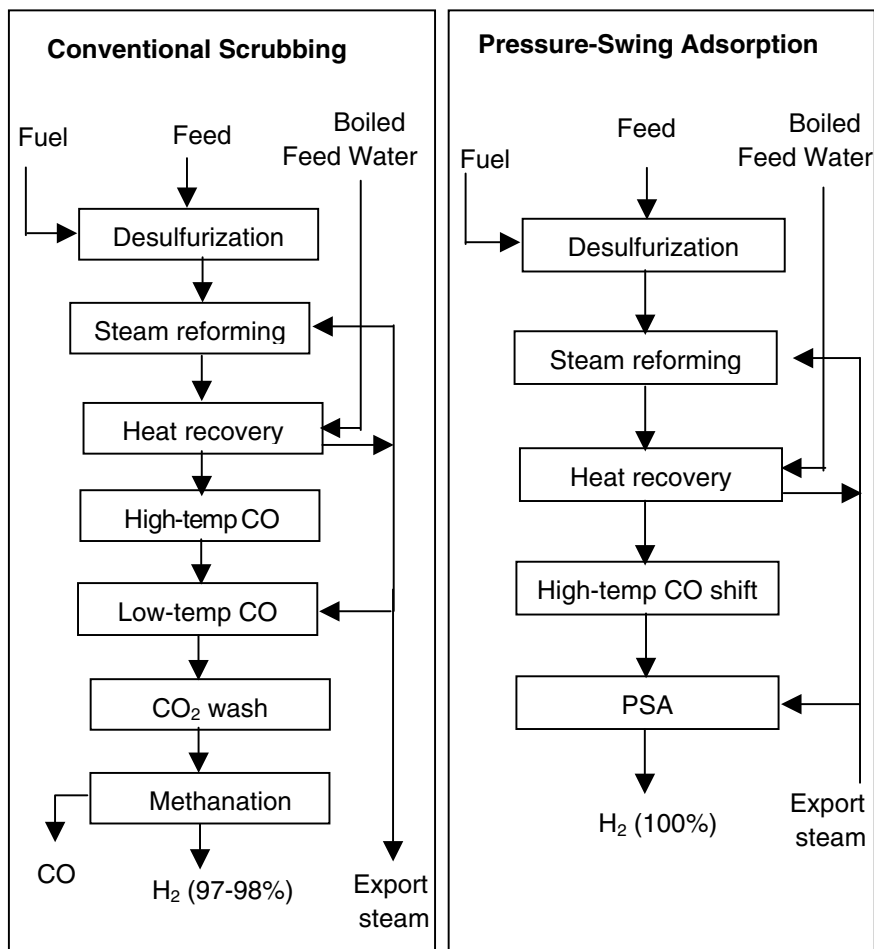 Conventional Scrubbing
Fuel
Feed
Boiled
Feed Water
Desulfurization
Steam reforming
Heat recovery
High-temp CO
Low-temp CO
CO₂ wash
Methanation
CO
H₂ (97-98%)
Export
steam
Pressure-Swing Adsorption
Fuel
Feed
Boiled
Feed Water
Desulfurization
Steam reforming
Heat recovery
High-temp CO shift
PSA
H₂ (100%)
Export
steam